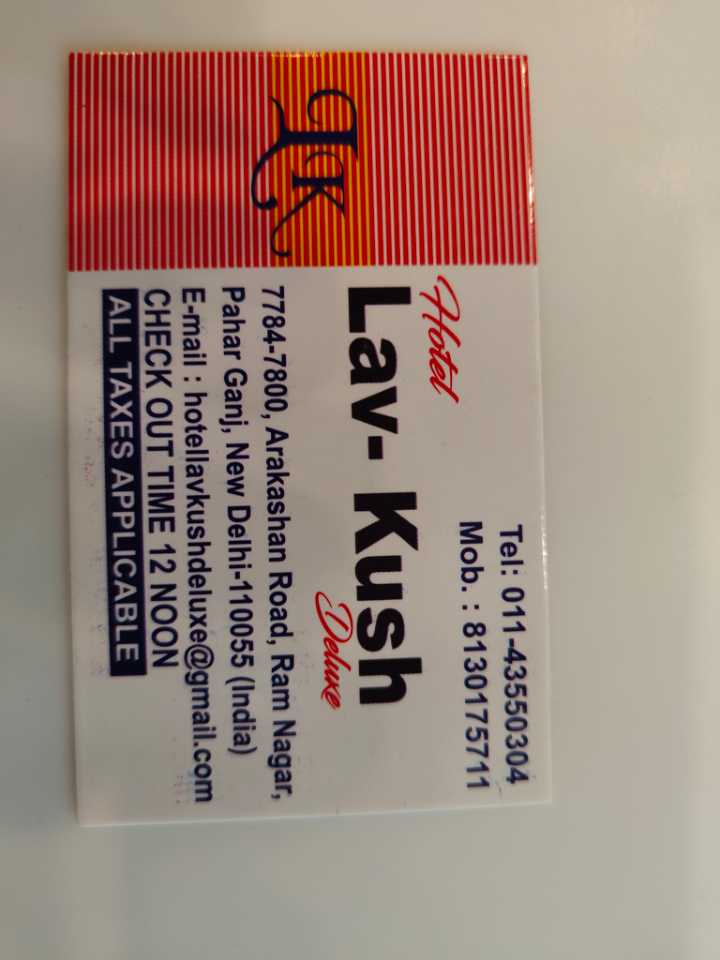 LK
Tel: 011-43550304
Mob. : 8130175711
Hotel
Lav- Kush
Deluxe
7784-7800, Arakashan Road, Ram Nagar,
Pahar Ganj, New Delhi-110055 (India)
E-mail : hotellavkushdeluxe@gmail.com
CHECK OUT TIME 12 NOON
ALL TAXES APPLICABLE